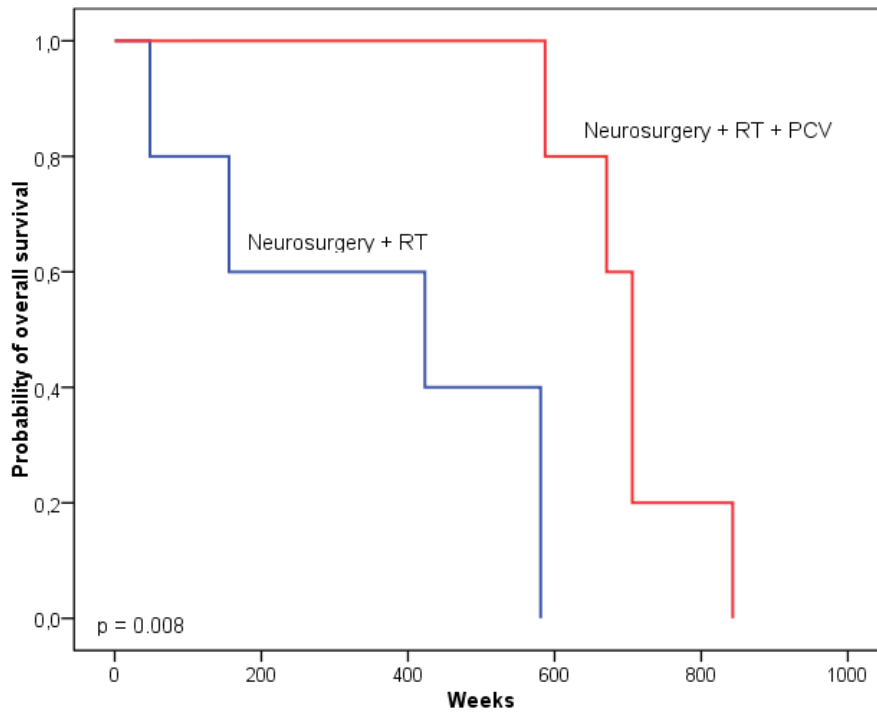 1,0
0,8
0,6
0,4
0,2
0,0
Probability of overall survival
Neurosurgery + RT + PCV
Neurosurgery + RT
p = 0.008
0
200
400
600
800
1000
Weeks